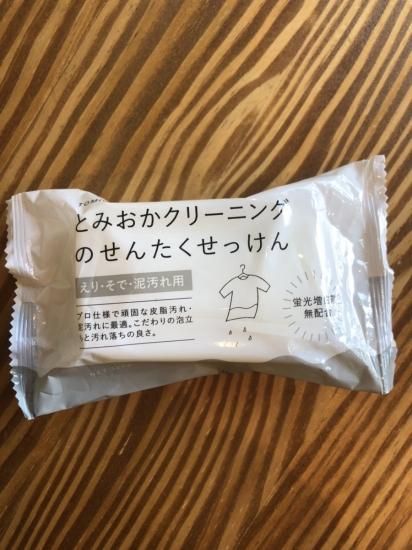 TOM
とみおかクリーニング
のせんたくせっけん
えり・そで・泥汚れ用
プロ仕様で頑固な皮脂汚れ・
泥汚れに最適。こだわりの泡立
ちと汚れ落ちの良さ。
蛍光増白剤
無配合